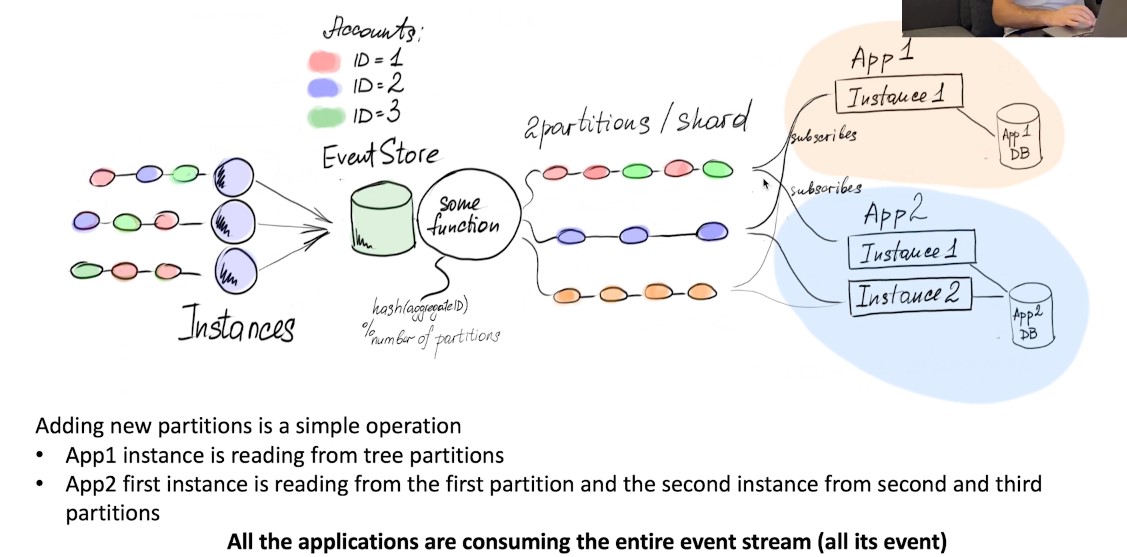 Accounts:
ID = 1
ID = 2
ID = 3
EventStore
some
function
hash(aggregateID)
% number of partitions
Instances
2 partitions / shard
subscribes
subscribes
App 1
Instance 1
App 1
DB
App 2
Instance 1
Instance 2
App 2
DB
Adding new partitions is a simple operation
• App1 instance is reading from tree partitions
• App2 first instance is reading from the first partition and the second instance from second and third
partitions
All the applications are consuming the entire event stream (all its event)